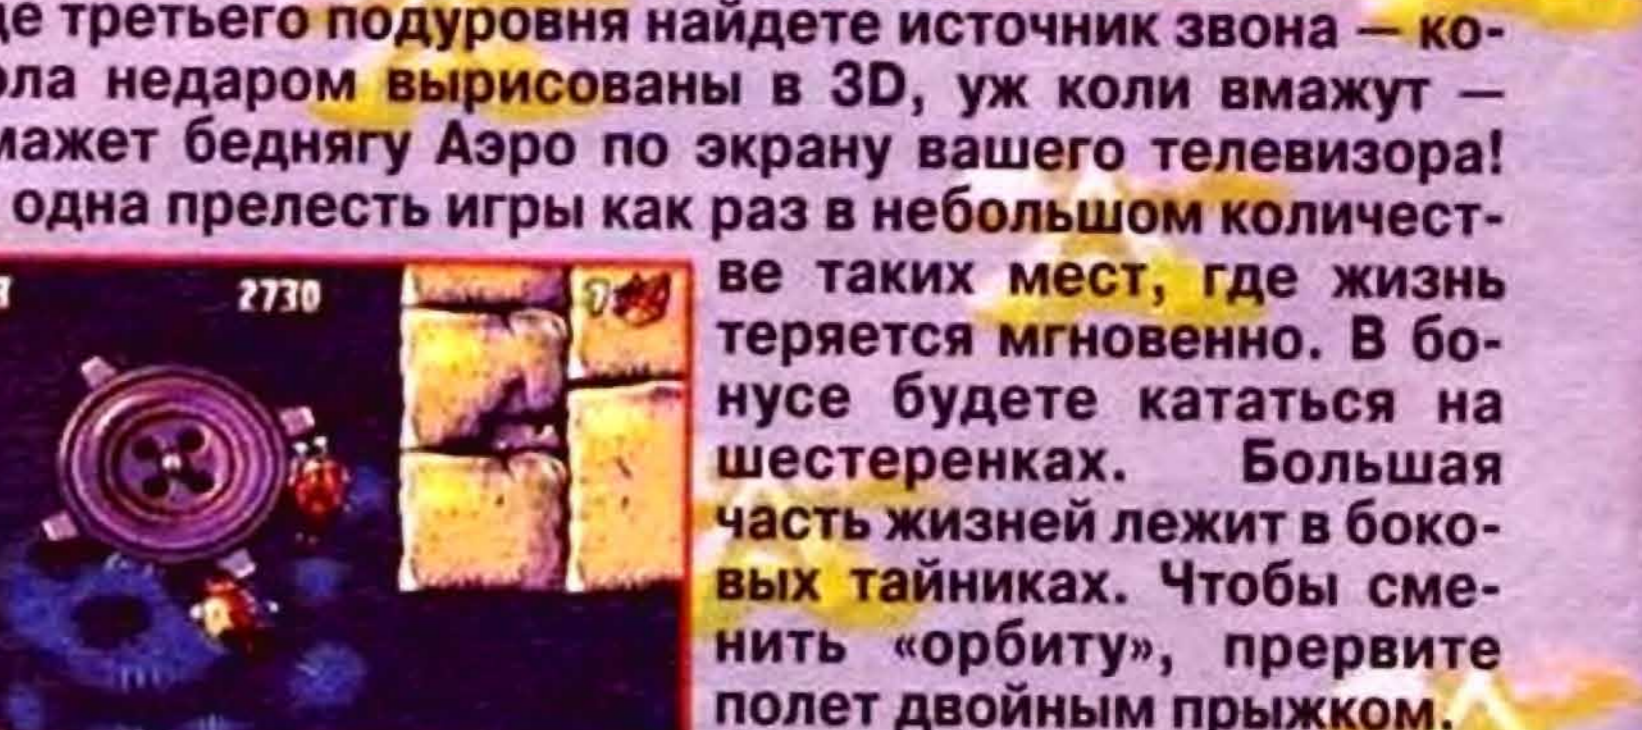 третьего подуровня найдете источник звона — ко-
недаром вырисованы в 3D, уж коли вмажут —
беднягу Аэро по экрану вашего телевизора!
одна прелесть игры как раз в небольшом количест-
ве таких мест, где жизнь
теряется мгновенно. В бо-
нусе будете кататься на
шестеренках. Большая
часть жизней лежит в боко-
вых тайниках. Чтобы сме-
нить «орбиту», прервите
полет двойным прыжком.
2730
7